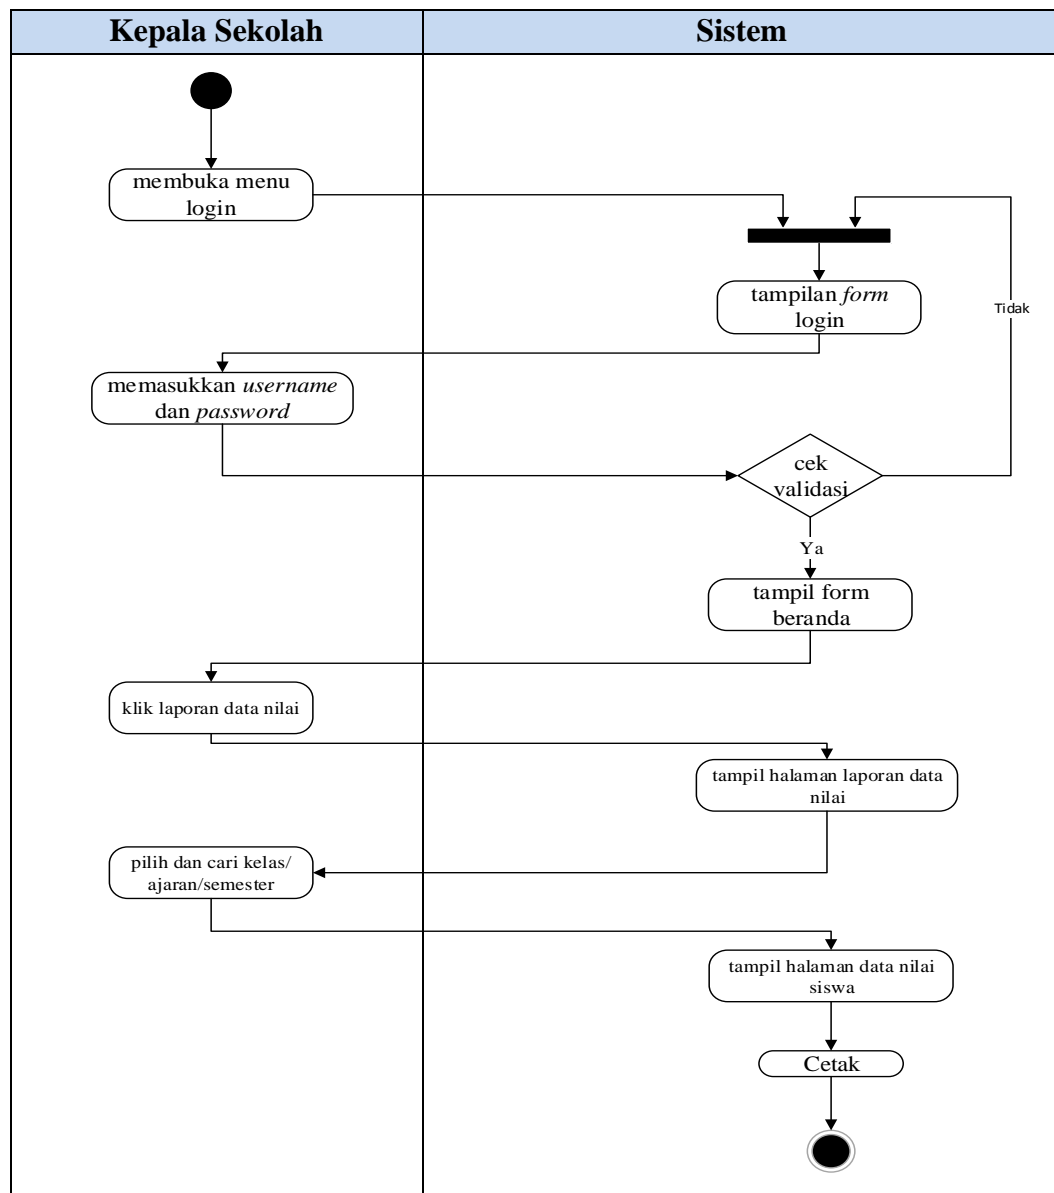 Kepala Sekolah
Sistem
membuka menu
login
tampilan form
login
Tidak
memasukkan username
dan password
cek
validasi
Ya
tampil form
beranda
klik laporan data nilai
tampil halaman laporan data
nilai
pilih dan cari kelas/
ajaran/semester
tampil halaman data nilai
siswa
Cetak